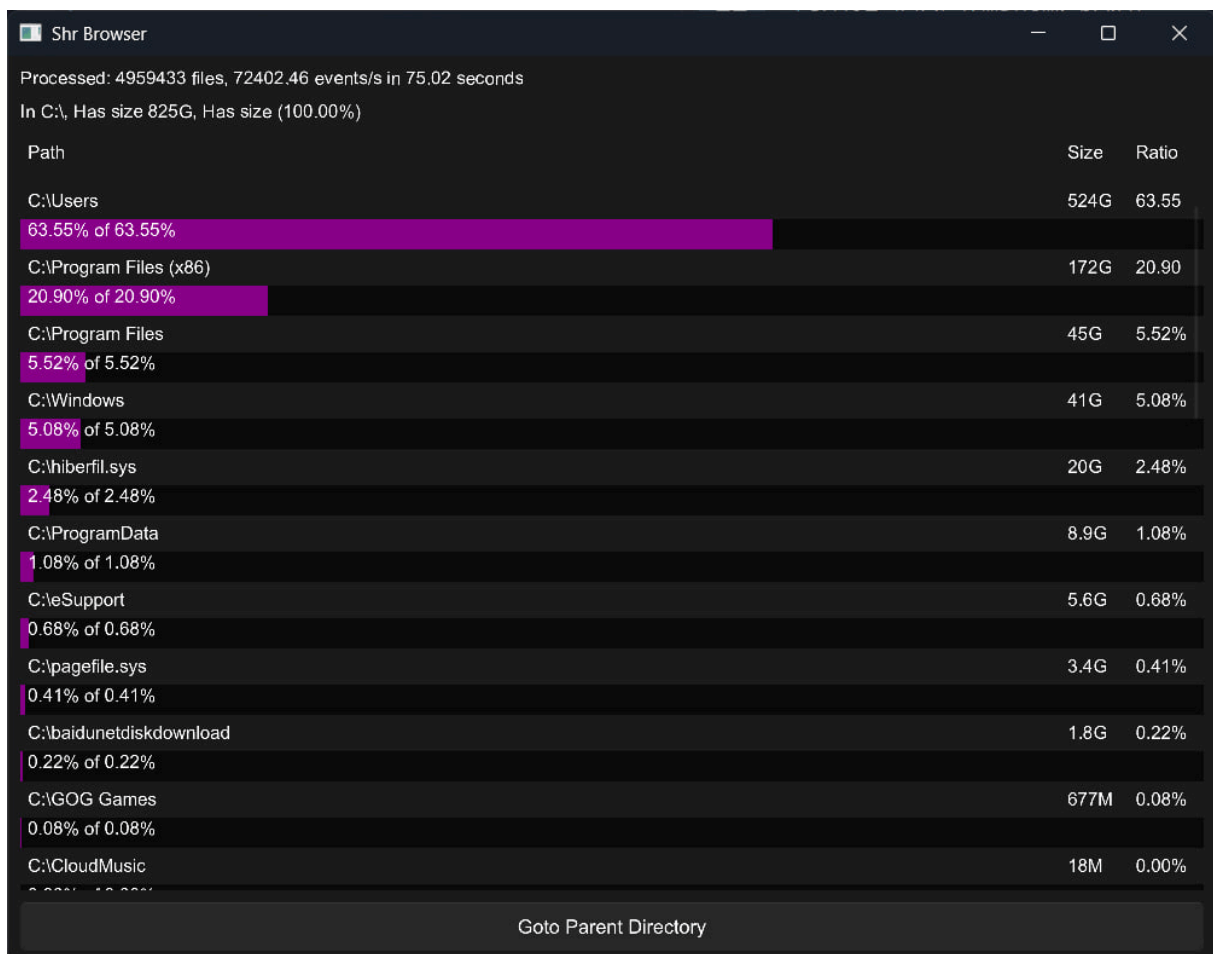 Shr Browser
Processed: 4959433 files, 72402.46 events/s in 75.02 seconds
In C:\, Has size 825G, Has size (100.00%)
Path Size Ratio
C:\Users 524G 63.55
63.55% of 63.55%
C:\Program Files (x86) 172G 20.90
20.90% of 20.90%
C:\Program Files 45G 5.52%
5.52% of 5.52%
C:\Windows 41G 5.08%
5.08% of 5.08%
C:\hiberfil.sys 20G 2.48%
2.48% of 2.48%
C:\ProgramData 8.9G 1.08%
1.08% of 1.08%
C:\eSupport 5.6G 0.68%
0.68% of 0.68%
C:\pagefile.sys 3.4G 0.41%
0.41% of 0.41%
C:\baidunetdiskdownload 1.8G 0.22%
0.22% of 0.22%
C:\GOG Games 677M 0.08%
0.08% of 0.08%
C:\CloudMusic 18M 0.00%
Goto Parent Directory